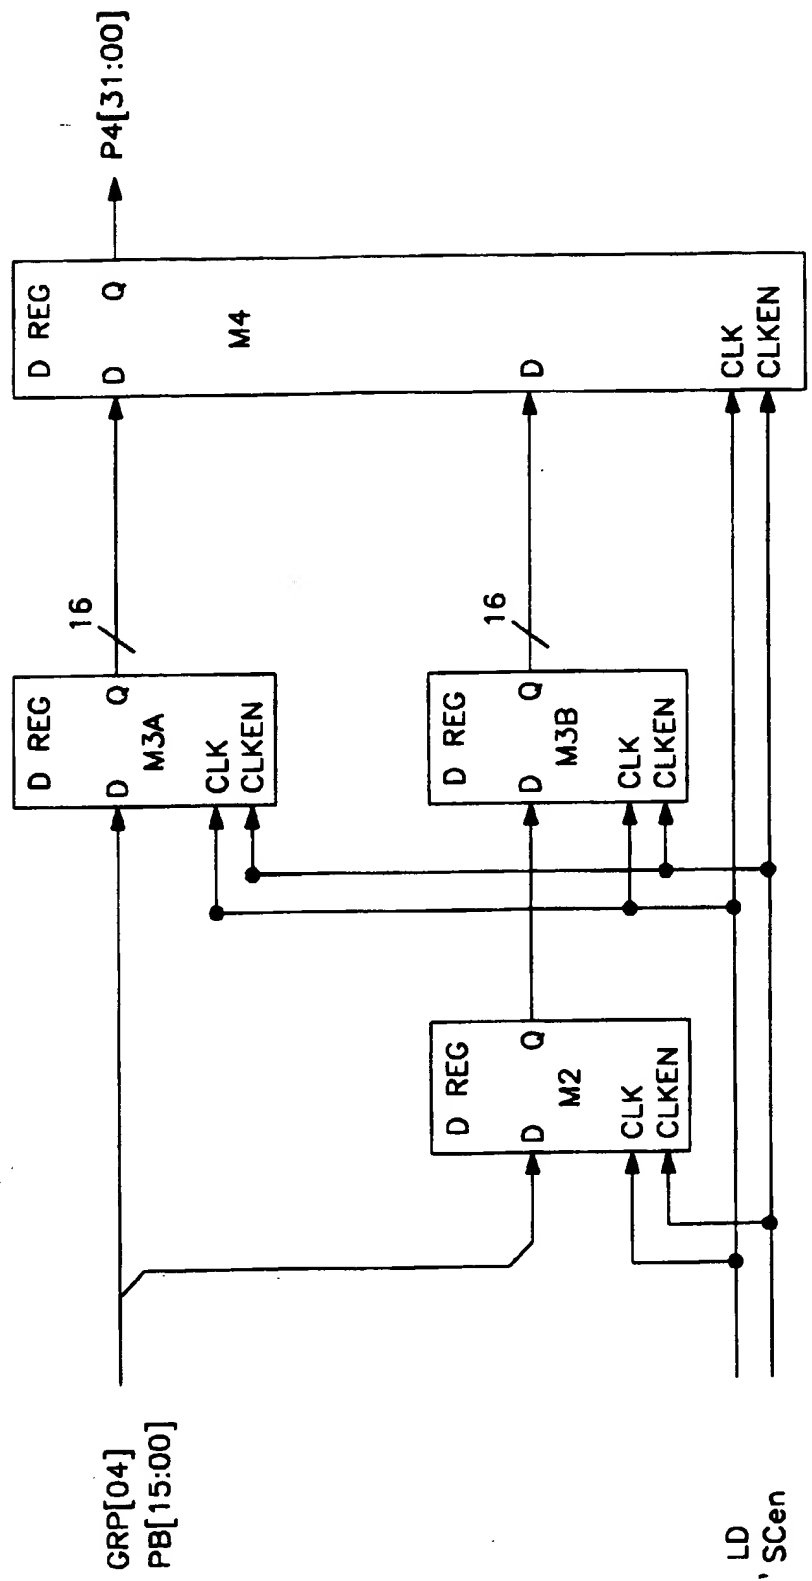 GRP[04]
PB[15:00]
LD
SCen
D REG
D Q
M2
CLK
CLKEN
D REG
D Q
M3A
CLK
CLKEN
16
D REG
D Q
M3B
CLK
CLKEN
16
D REG
D Q
M4
D
CLK
CLKEN
P4[31:00]